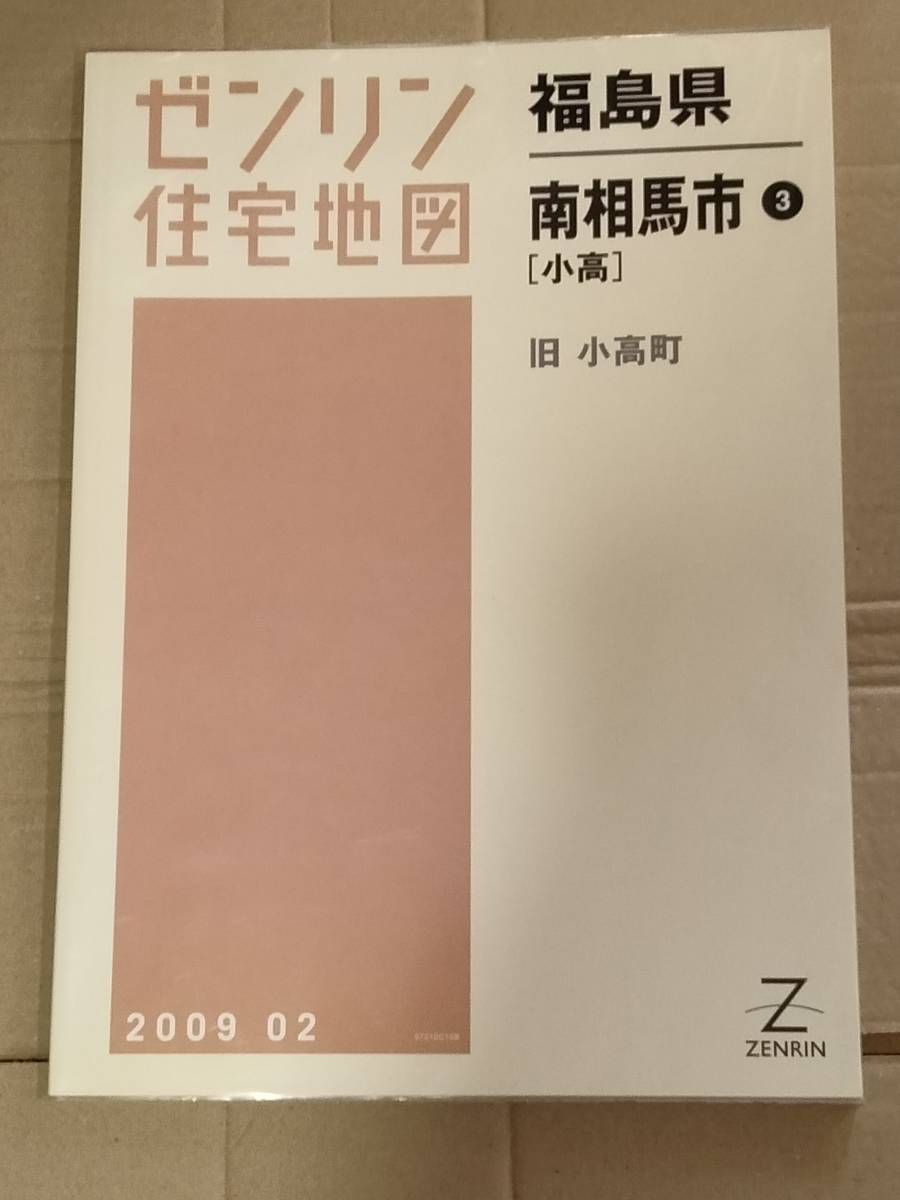 ゼンリン
住宅地図
福島県
南相馬市 3
[小高]
旧 小高町
2009 02
Z
ZENRIN